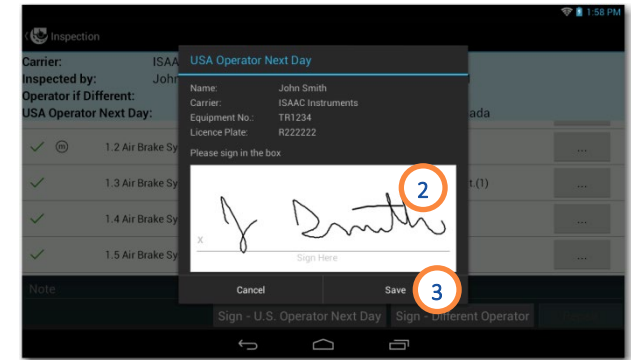 1:58 PM
Inspection
Carrier: ISAA
Inspected by: John
Operator if Different:
USA Operator Next Day: ada
USA Operator Next Day
Name: John Smith
Carrier: ISAAC Instruments
Equipment No.: TR1234
Licence Plate: R222222
Please sign in the box
J Smith
2
X
Sign Here
Cancel Save 3
✓ m 1.2 Air Brake Sy ...
✓ 1.3 Air Brake Sy t.(1) ...
✓ 1.4 Air Brake Sy ...
✓ 1.5 Air Brake Sy ...
Note
Sign - U.S. Operator Next Day Sign - Different Operator